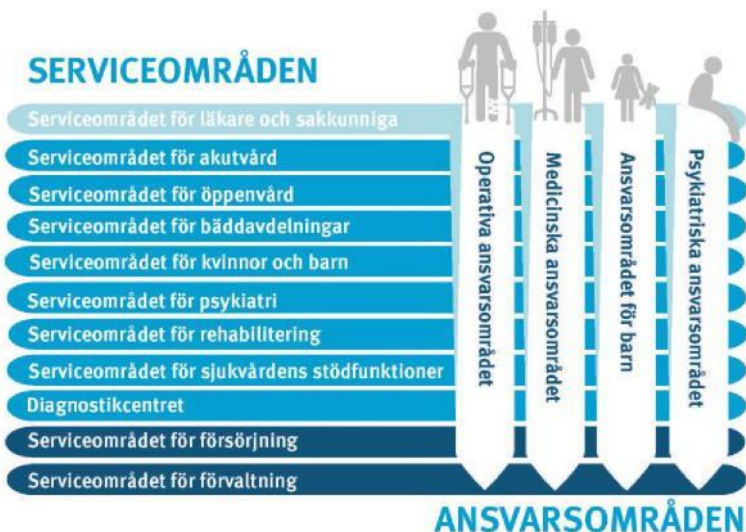 SERVICEOMRÅDEN
Serviceområdet för läkare och sakkunniga
Serviceområdet för akutvård
Serviceområdet för öppenvård
Serviceområdet för bäddavdelningar
Serviceområdet för kvinnor och barn
Serviceområdet för psykiatri
Serviceområdet för rehabilitering
Serviceområdet för sjukvårdens stödfunktioner
Diagnostikcentret
Serviceområdet för försörjning
Serviceområdet för förvaltning
Operativa ansvarsområdet
Medicinska ansvarsområdet
Ansvarsområdet för barn
Psykiatriska ansvarsområdet
ANSVARSOMRÅDEN